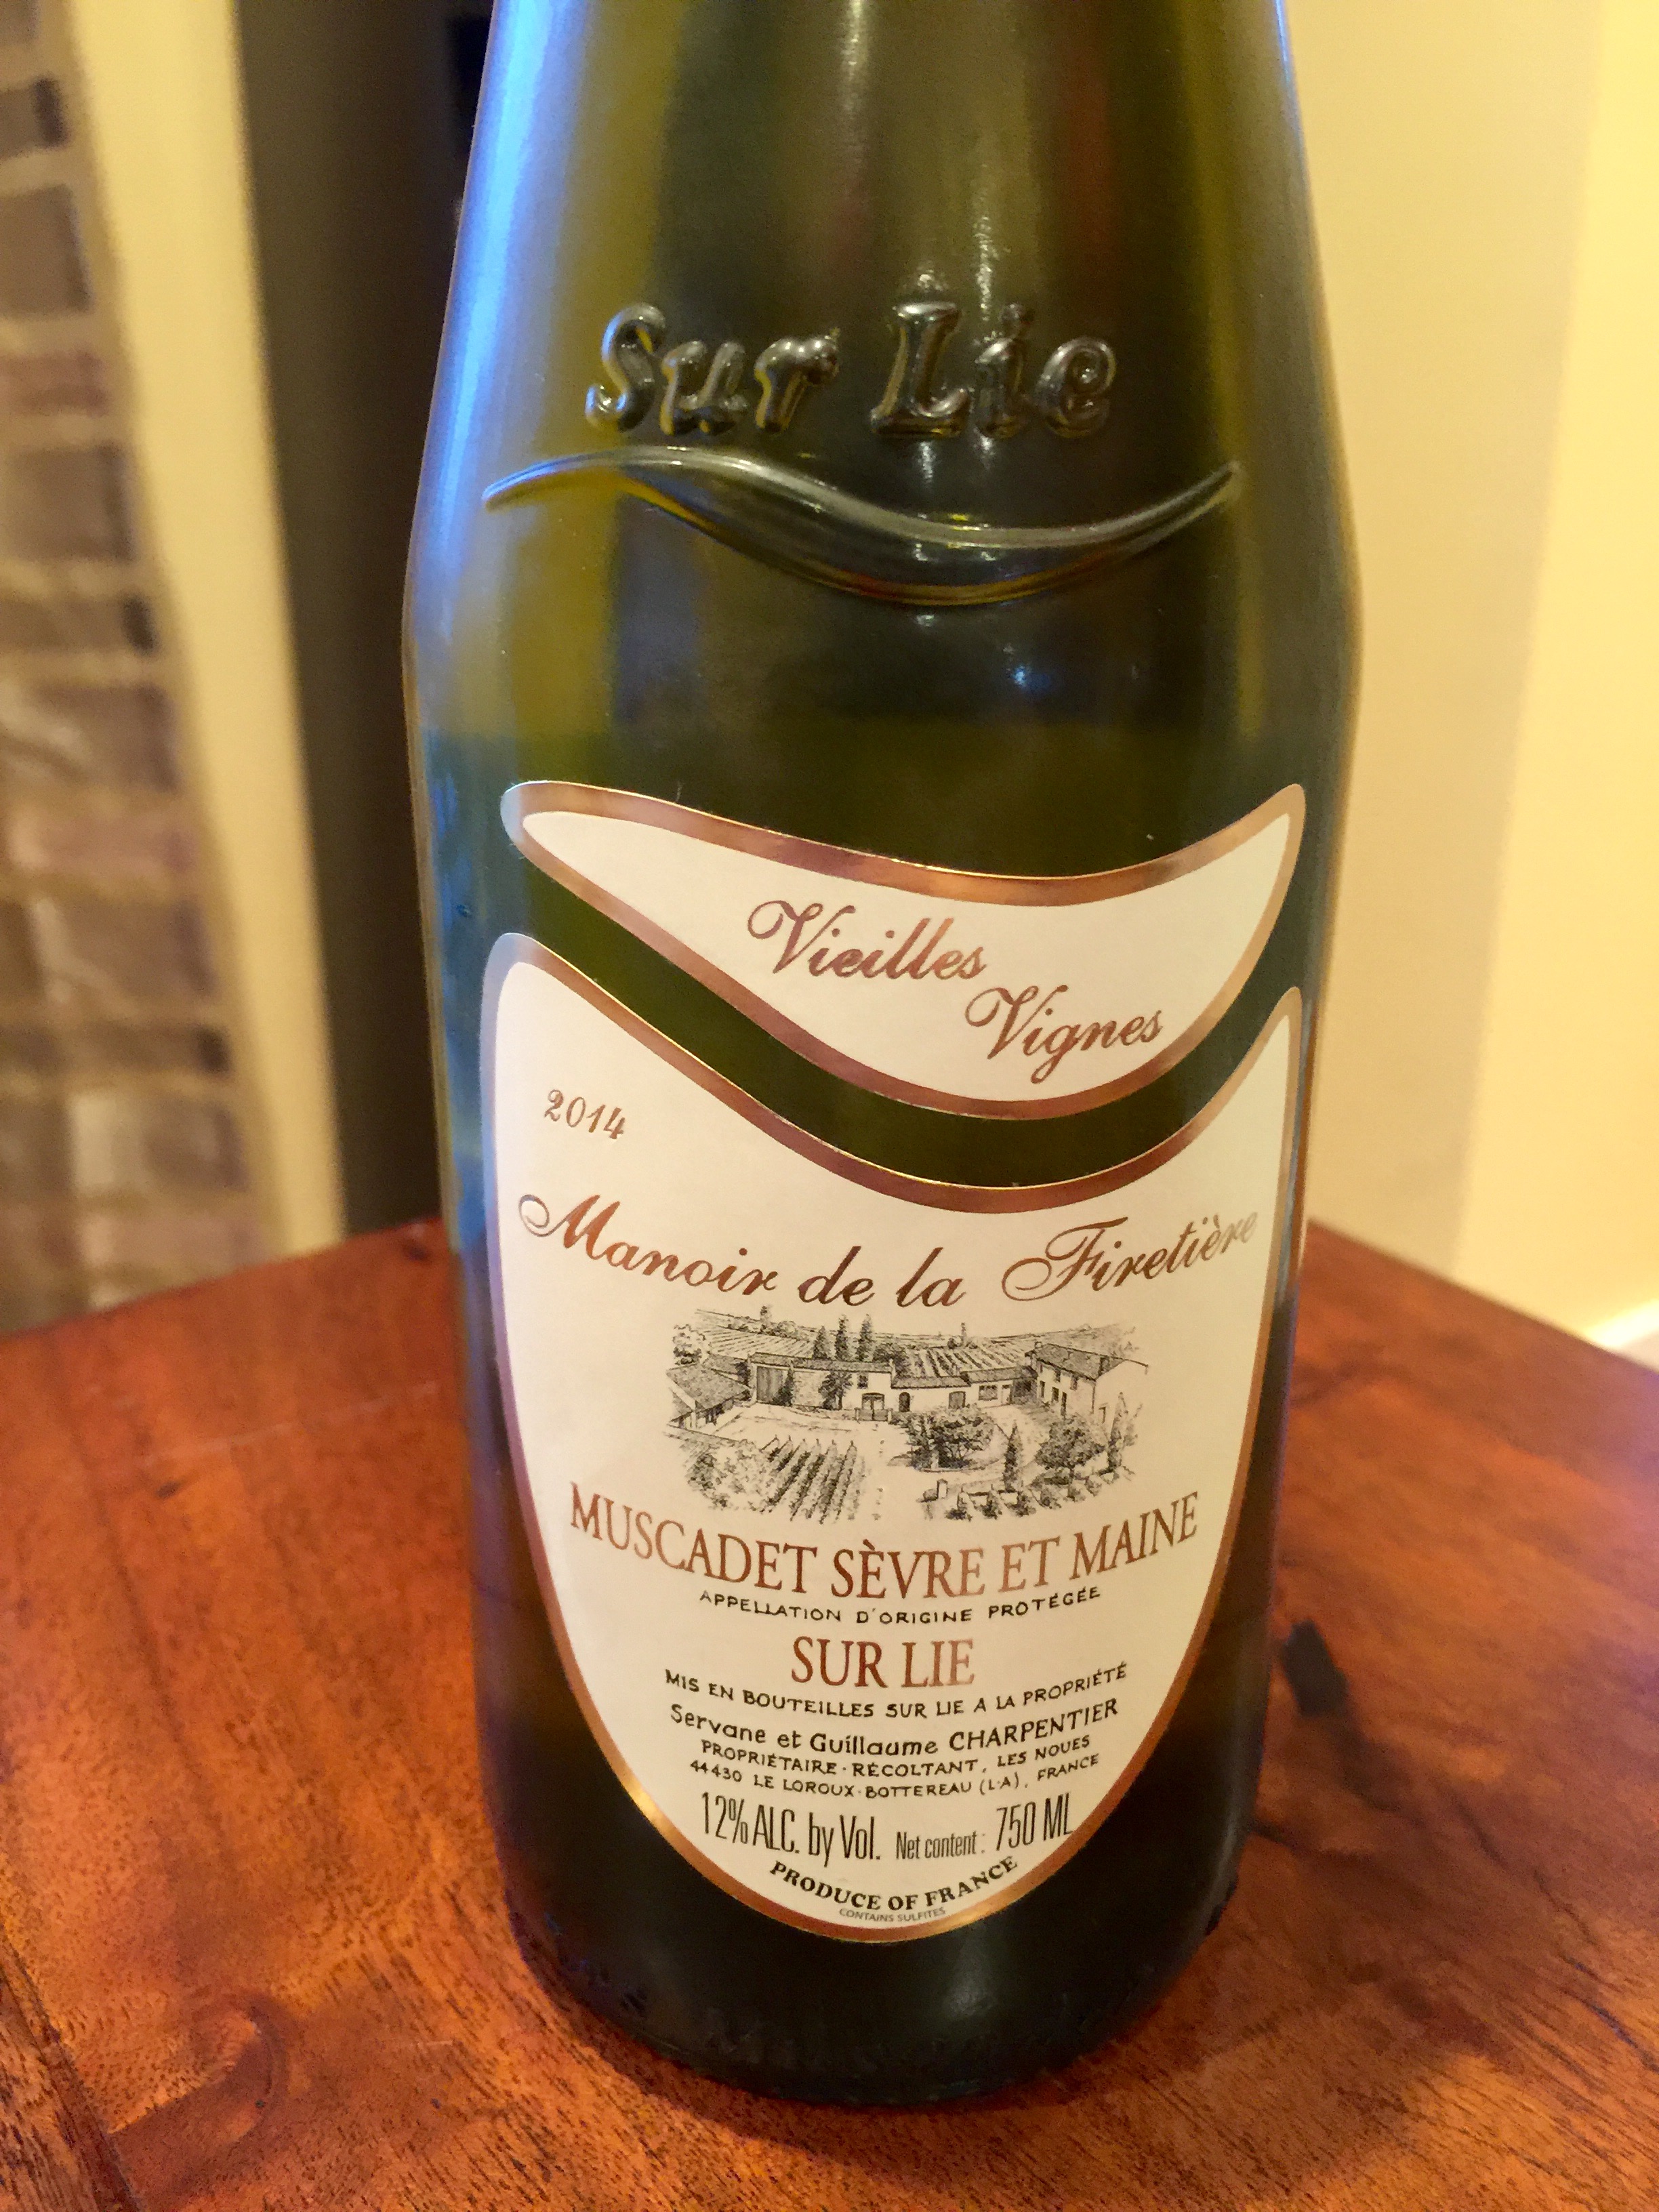 Sur Lie
Vieilles
Vignes
2014
Manoir de la Firetière
MUSCADET SÈVRE ET MAINE
APPELLATION D'ORIGINE PROTÉGÉE
SUR LIE
MIS EN BOUTEILLES SUR LIE A LA PROPRIÉTÉ
Servane et Guillaume CHARPENTIER
PROPRIÉTAIRE-RÉCOLTANT, LES NOUES
44430 LE LOROUX-BOTTEREAU (L-A), FRANCE
12% ALC. by Vol. Net content : 750 ML
PRODUCE OF FRANCE
CONTAINS SULFITES